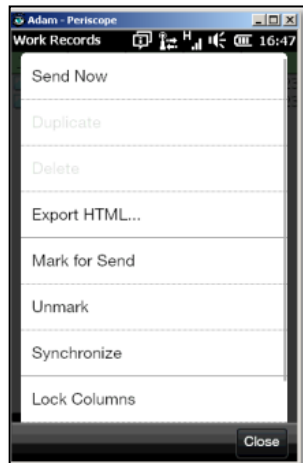 Adam - Periscope
Work Records H 16:47
Send Now
Duplicate
Delete
Export HTML...
Mark for Send
Unmark
Synchronize
Lock Columns
Close